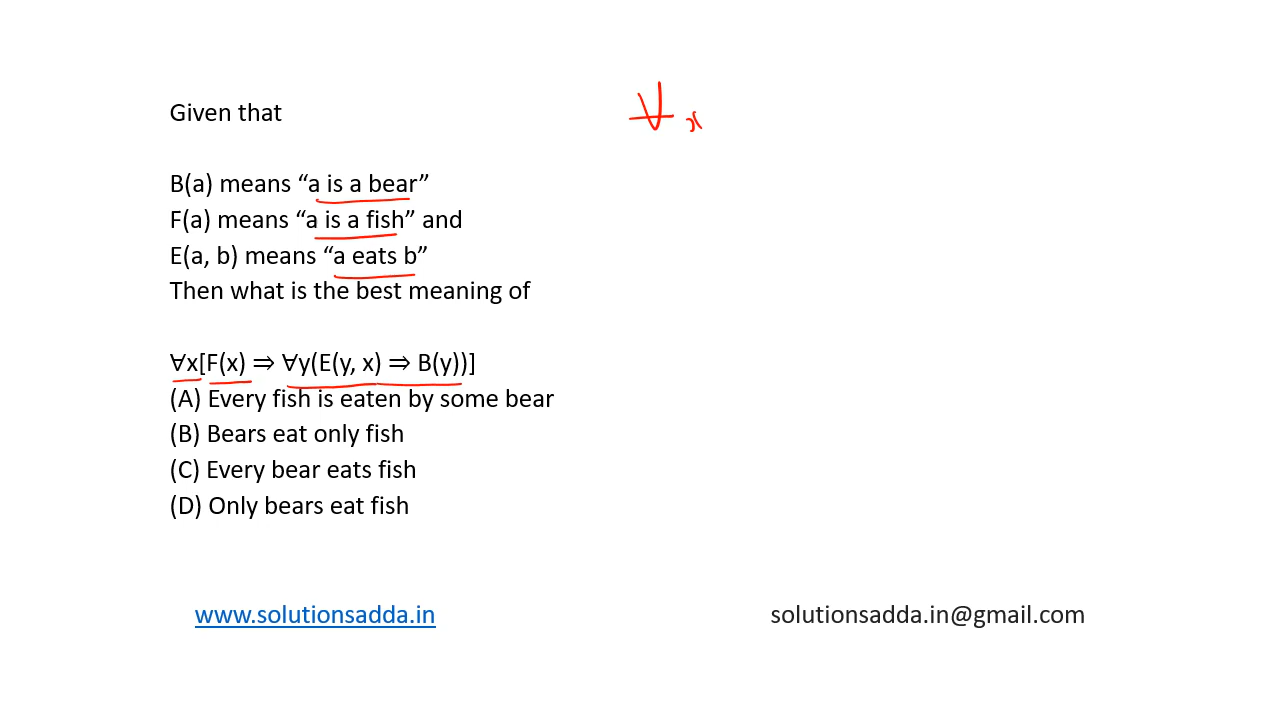 Given that
∀x
B(a) means “a is a bear”
F(a) means “a is a fish” and
E(a, b) means “a eats b”
Then what is the best meaning of
∀x[F(x) ⇒ ∀y(E(y, x) ⇒ B(y))]
(A) Every fish is eaten by some bear
(B) Bears eat only fish
(C) Every bear eats fish
(D) Only bears eat fish
www.solutionsadda.in
solutionsadda.in@gmail.com